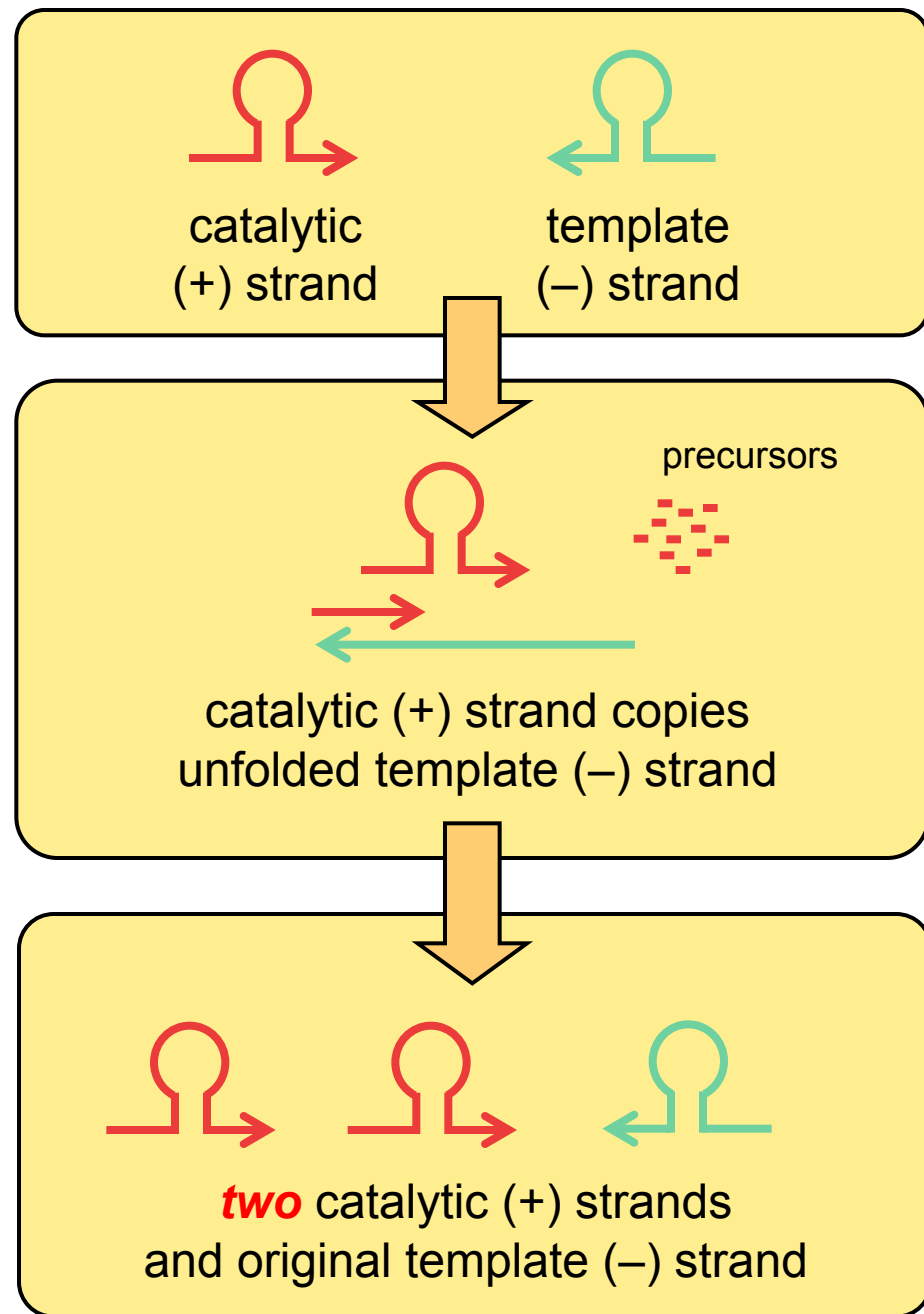 catalytic
(+) strand
template
(–) strand
precursors
catalytic (+) strand copies
unfolded template (–) strand
two catalytic (+) strands
and original template (–) strand